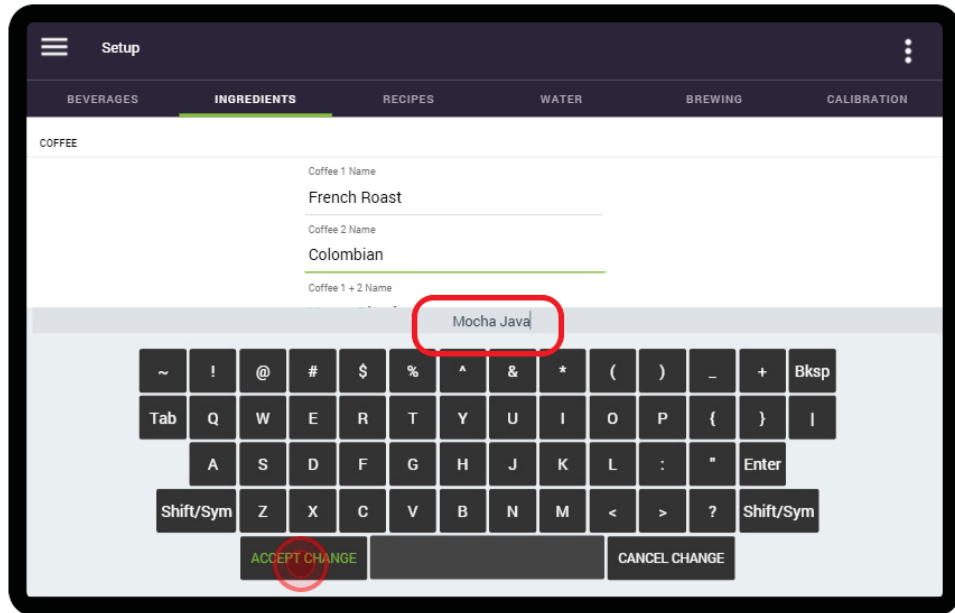 Setup
BEVERAGES INGREDIENTS RECIPES WATER BREWING CALIBRATION
COFFEE
Coffee 1 Name
French Roast
Coffee 2 Name
Colombian
Coffee 1 + 2 Name
Mocha Java
~ ! @ # $ % ^ & * ( ) _ + Bksp
Tab Q W E R T Y U I O P { } |
A S D F G H J K L : " Enter
Shift/Sym Z X C V B N M < > ? Shift/Sym
ACCEPT CHANGE CANCEL CHANGE